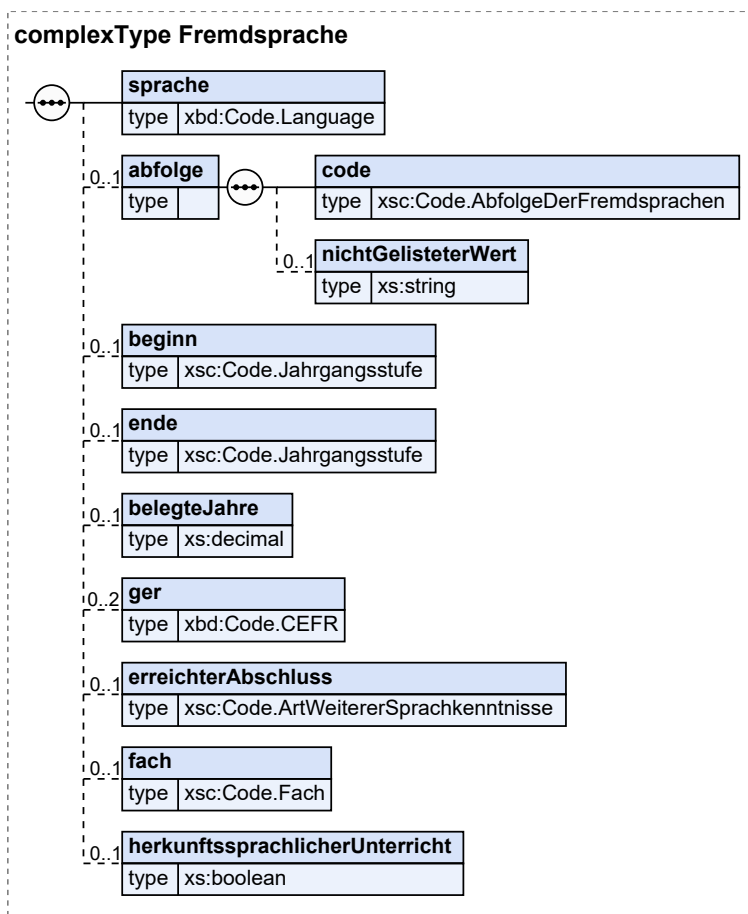 complexType Fremdsprache
sprache
type xbd:Code.Language
0..1 abfolge
type
code
type xsc:Code.AbfolgeDerFremdsprachen
0..1 nichtGelisteterWert
type xs:string
0..1 beginn
type xsc:Code.Jahrgangsstufe
0..1 ende
type xsc:Code.Jahrgangsstufe
0..1 belegteJahre
type xs:decimal
0..2 ger
type xbd:Code.CEFR
0..1 erreichterAbschluss
type xsc:Code.ArtWeitererSprachkenntnisse
0..1 fach
type xsc:Code.Fach
0..1 herkunftssprachlicherUnterricht
type xs:boolean